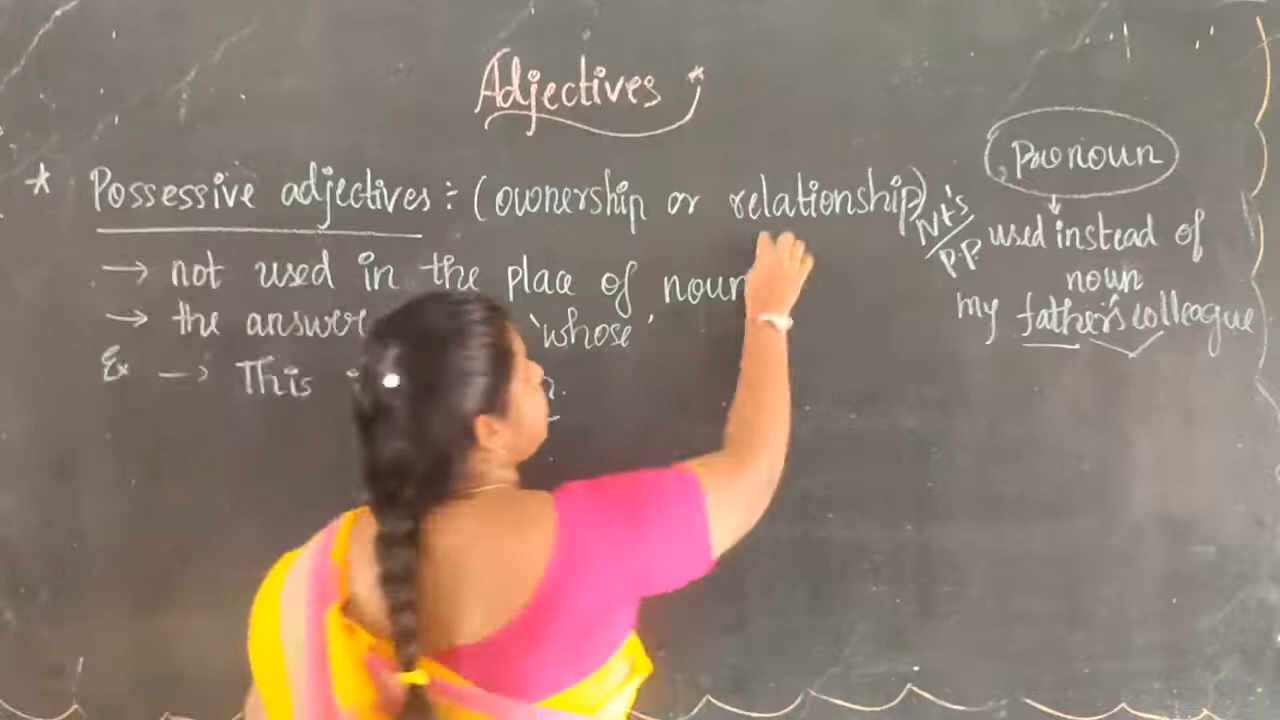 Adjectives
* Possessive adjectives :- (ownership or relationship)
N+'s / P.P
→ not used in the place of noun
→ the answer 'whose'
Ex → This
Pronoun
used instead of
noun
my father's colleague